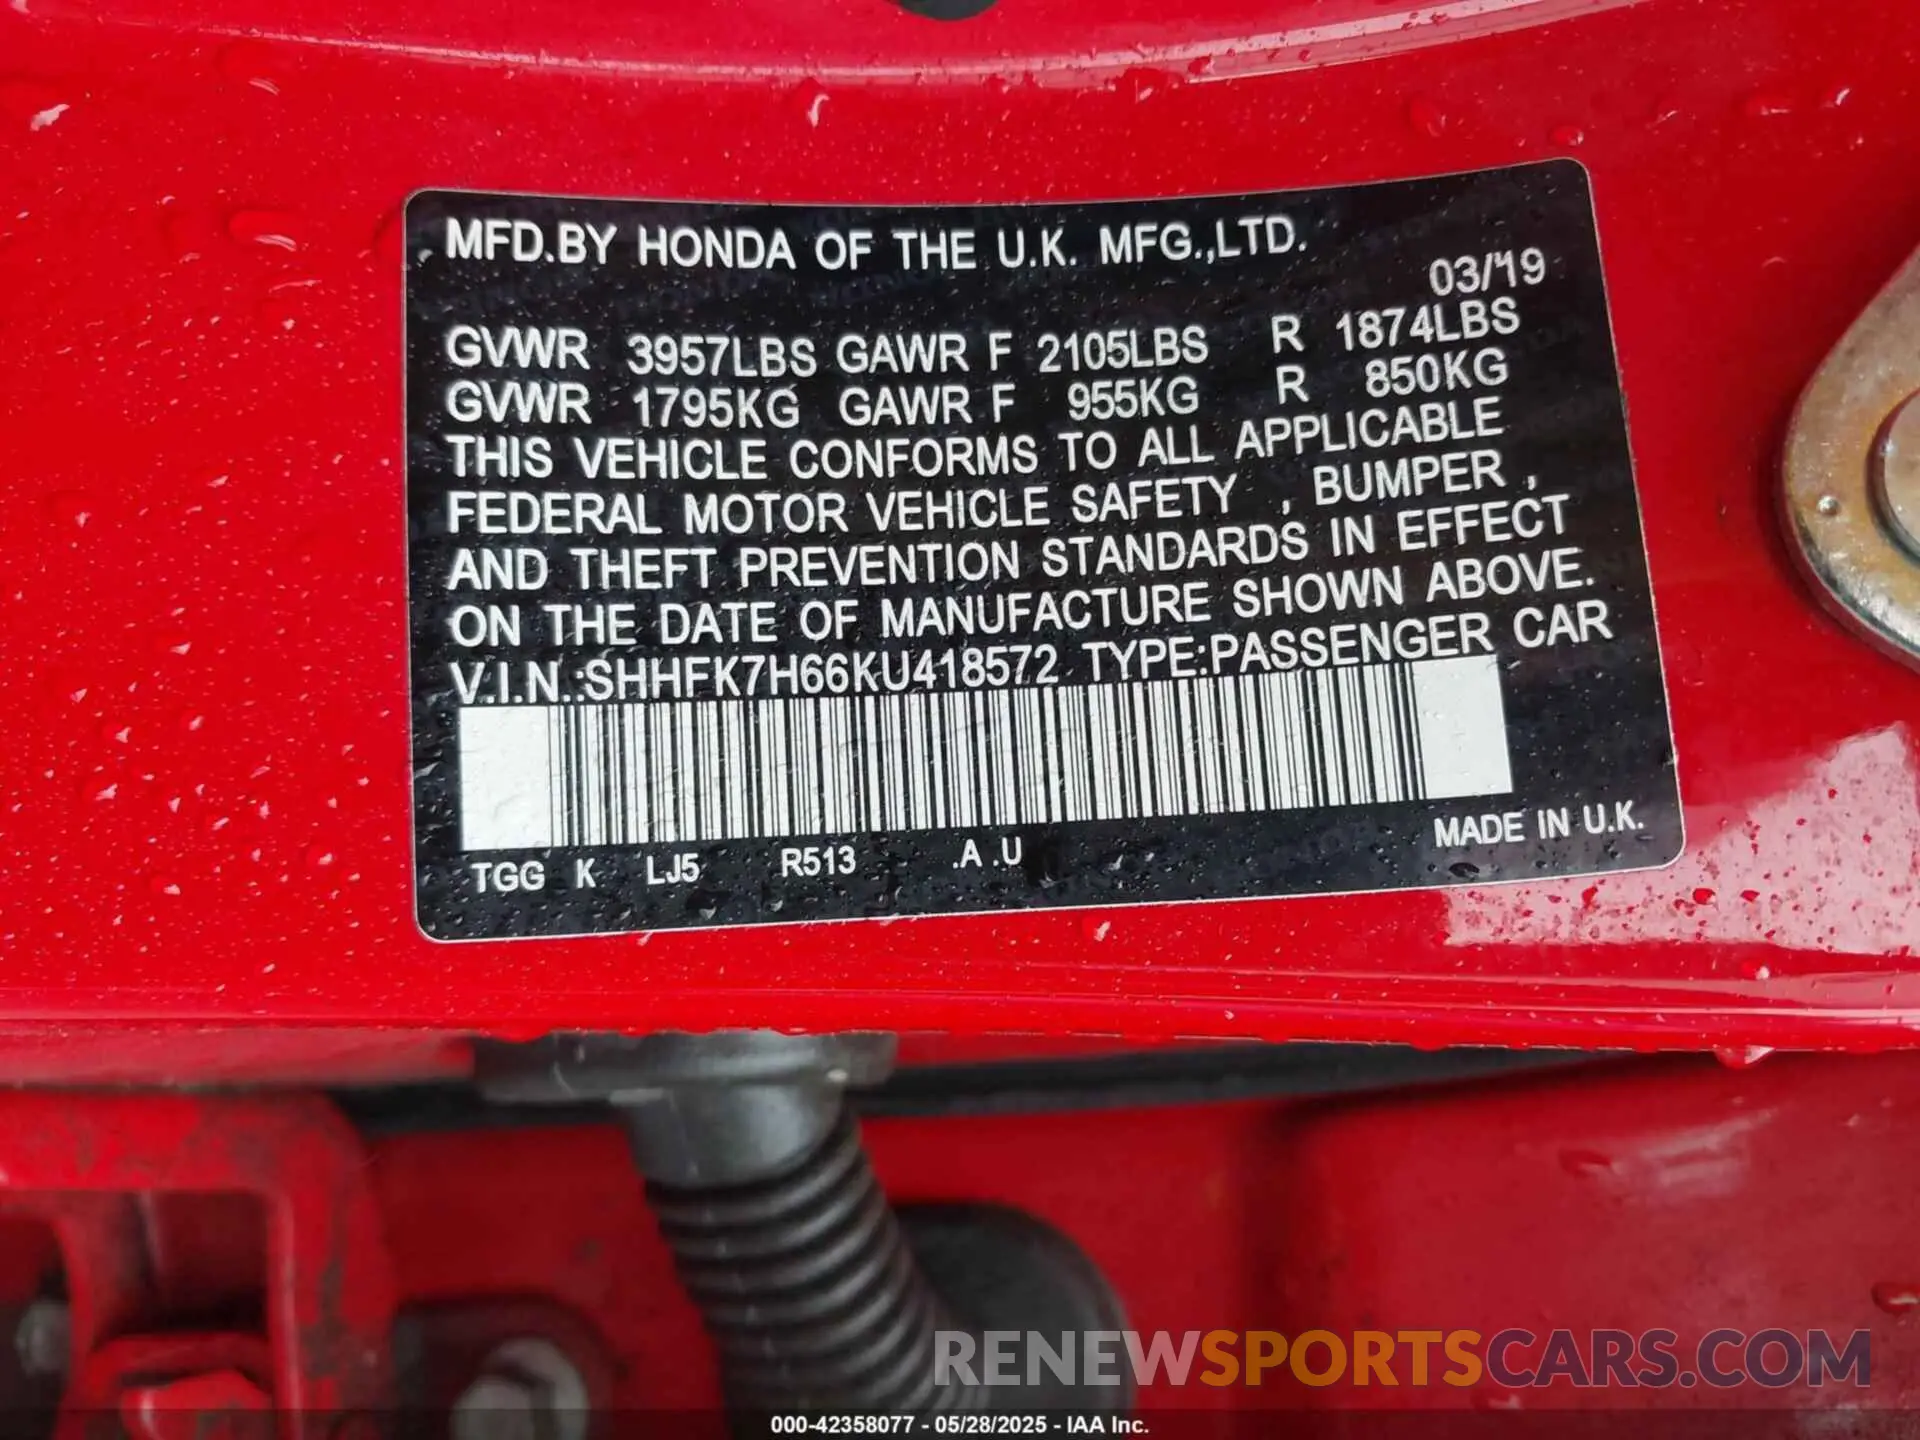 MFD.BY HONDA OF THE U.K. MFG.,LTD.
03/'19
GVWR 3957LBS GAWR F 2105LBS R 1874LBS
GVWR 1795KG GAWR F 955KG R 850KG
THIS VEHICLE CONFORMS TO ALL APPLICABLE
FEDERAL MOTOR VEHICLE SAFETY , BUMPER ,
AND THEFT PREVENTION STANDARDS IN EFFECT
ON THE DATE OF MANUFACTURE SHOWN ABOVE.
V.I.N.:SHHFK7H66KU418572 TYPE:PASSENGER CAR
TGG K LJ5 R513 .A .U MADE IN U.K.
RENEWSPORTSCARS.COM
000-42358077 - 05/28/2025 - IAA Inc.